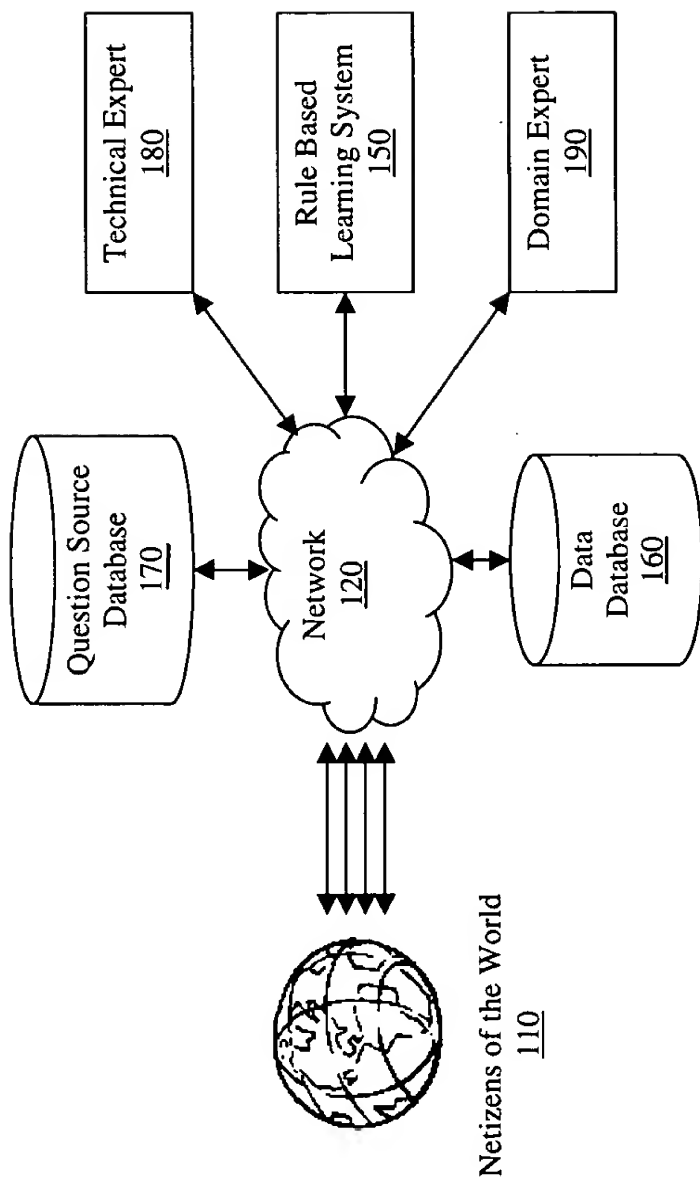 Technical Expert
180
Rule Based
Learning System
150
Domain Expert
190
Question Source
Database
170
Network
120
Data
Database
160
Netizens of the World
110